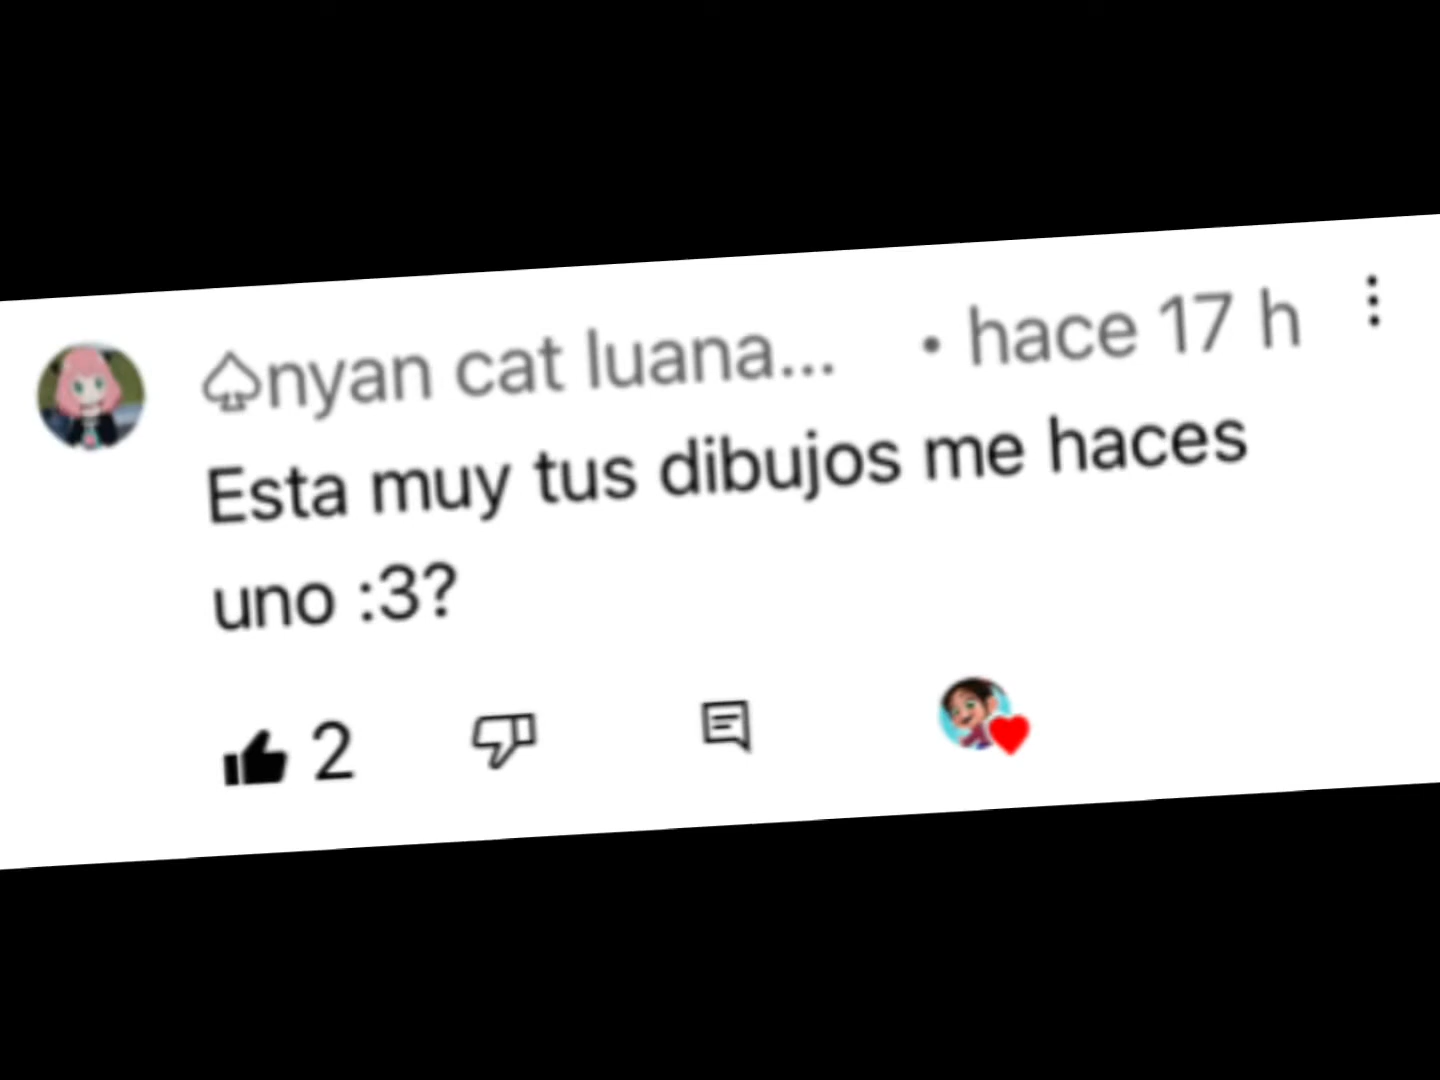 ♤nyan cat luana... • hace 17 h
Esta muy tus dibujos me haces
uno :3?
2